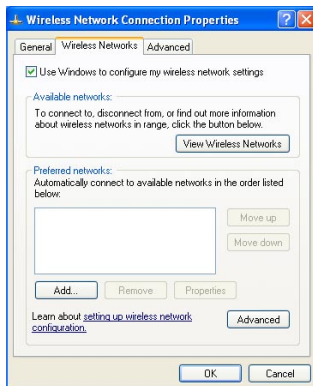 Wireless Network Connection Properties
General Wireless Networks Advanced
Use Windows to configure my wireless network settings
Available networks:
To connect to, disconnect from, or find out more information
about wireless networks in range, click the button below.
View Wireless Networks
Preferred networks:
Automatically connect to available networks in the order listed
below:
Move up
Move down
Add... Remove Properties
Learn about setting up wireless network
configuration.
Advanced
OK Cancel